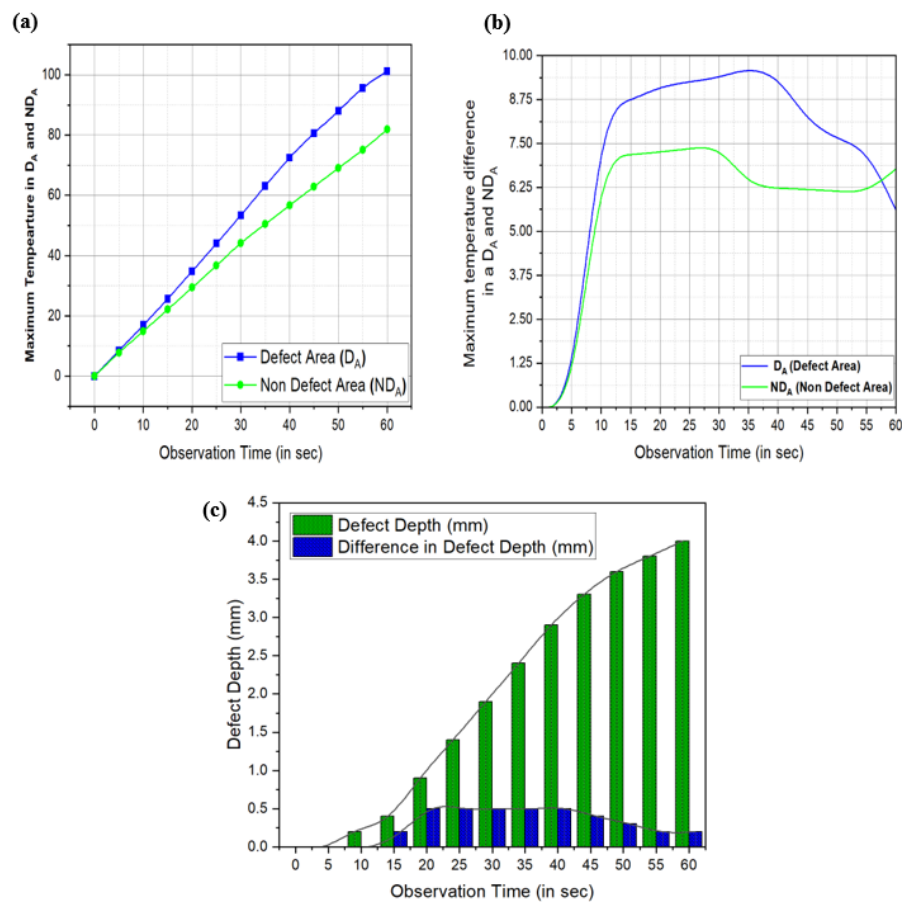 (a)
Maximum Tempearture in DA and NDA
100
80
60
40
20
0
Defect Area (DA)
Non Defect Area (NDA)
0 10 20 30 40 50 60
Observation Time (in sec)
(b)
Maximum temperature difference
in a DA and NDA
10.00
8.75
7.50
6.25
5.00
3.75
2.50
1.25
0.00
DA (Defect Area)
NDA (Non Defect Area)
0 5 10 15 20 25 30 35 40 45 50 55 60
Observation Time (in sec)
(c)
Defect Depth (mm)
4.5
4.0
3.5
3.0
2.5
2.0
1.5
1.0
0.5
0.0
Defect Depth (mm)
Difference in Defect Depth (mm)
0 5 10 15 20 25 30 35 40 45 50 55 60
Observation Time (in sec)